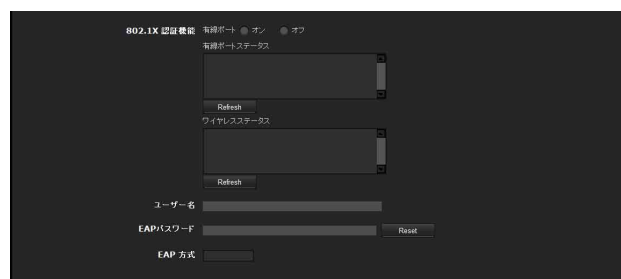 802.1X 認証機能 有線ポート オン オフ
有線ポートステータス
Refresh
ワイヤレスステータス
Refresh
ユーザー名
EAPパスワード Reset
EAP 方式